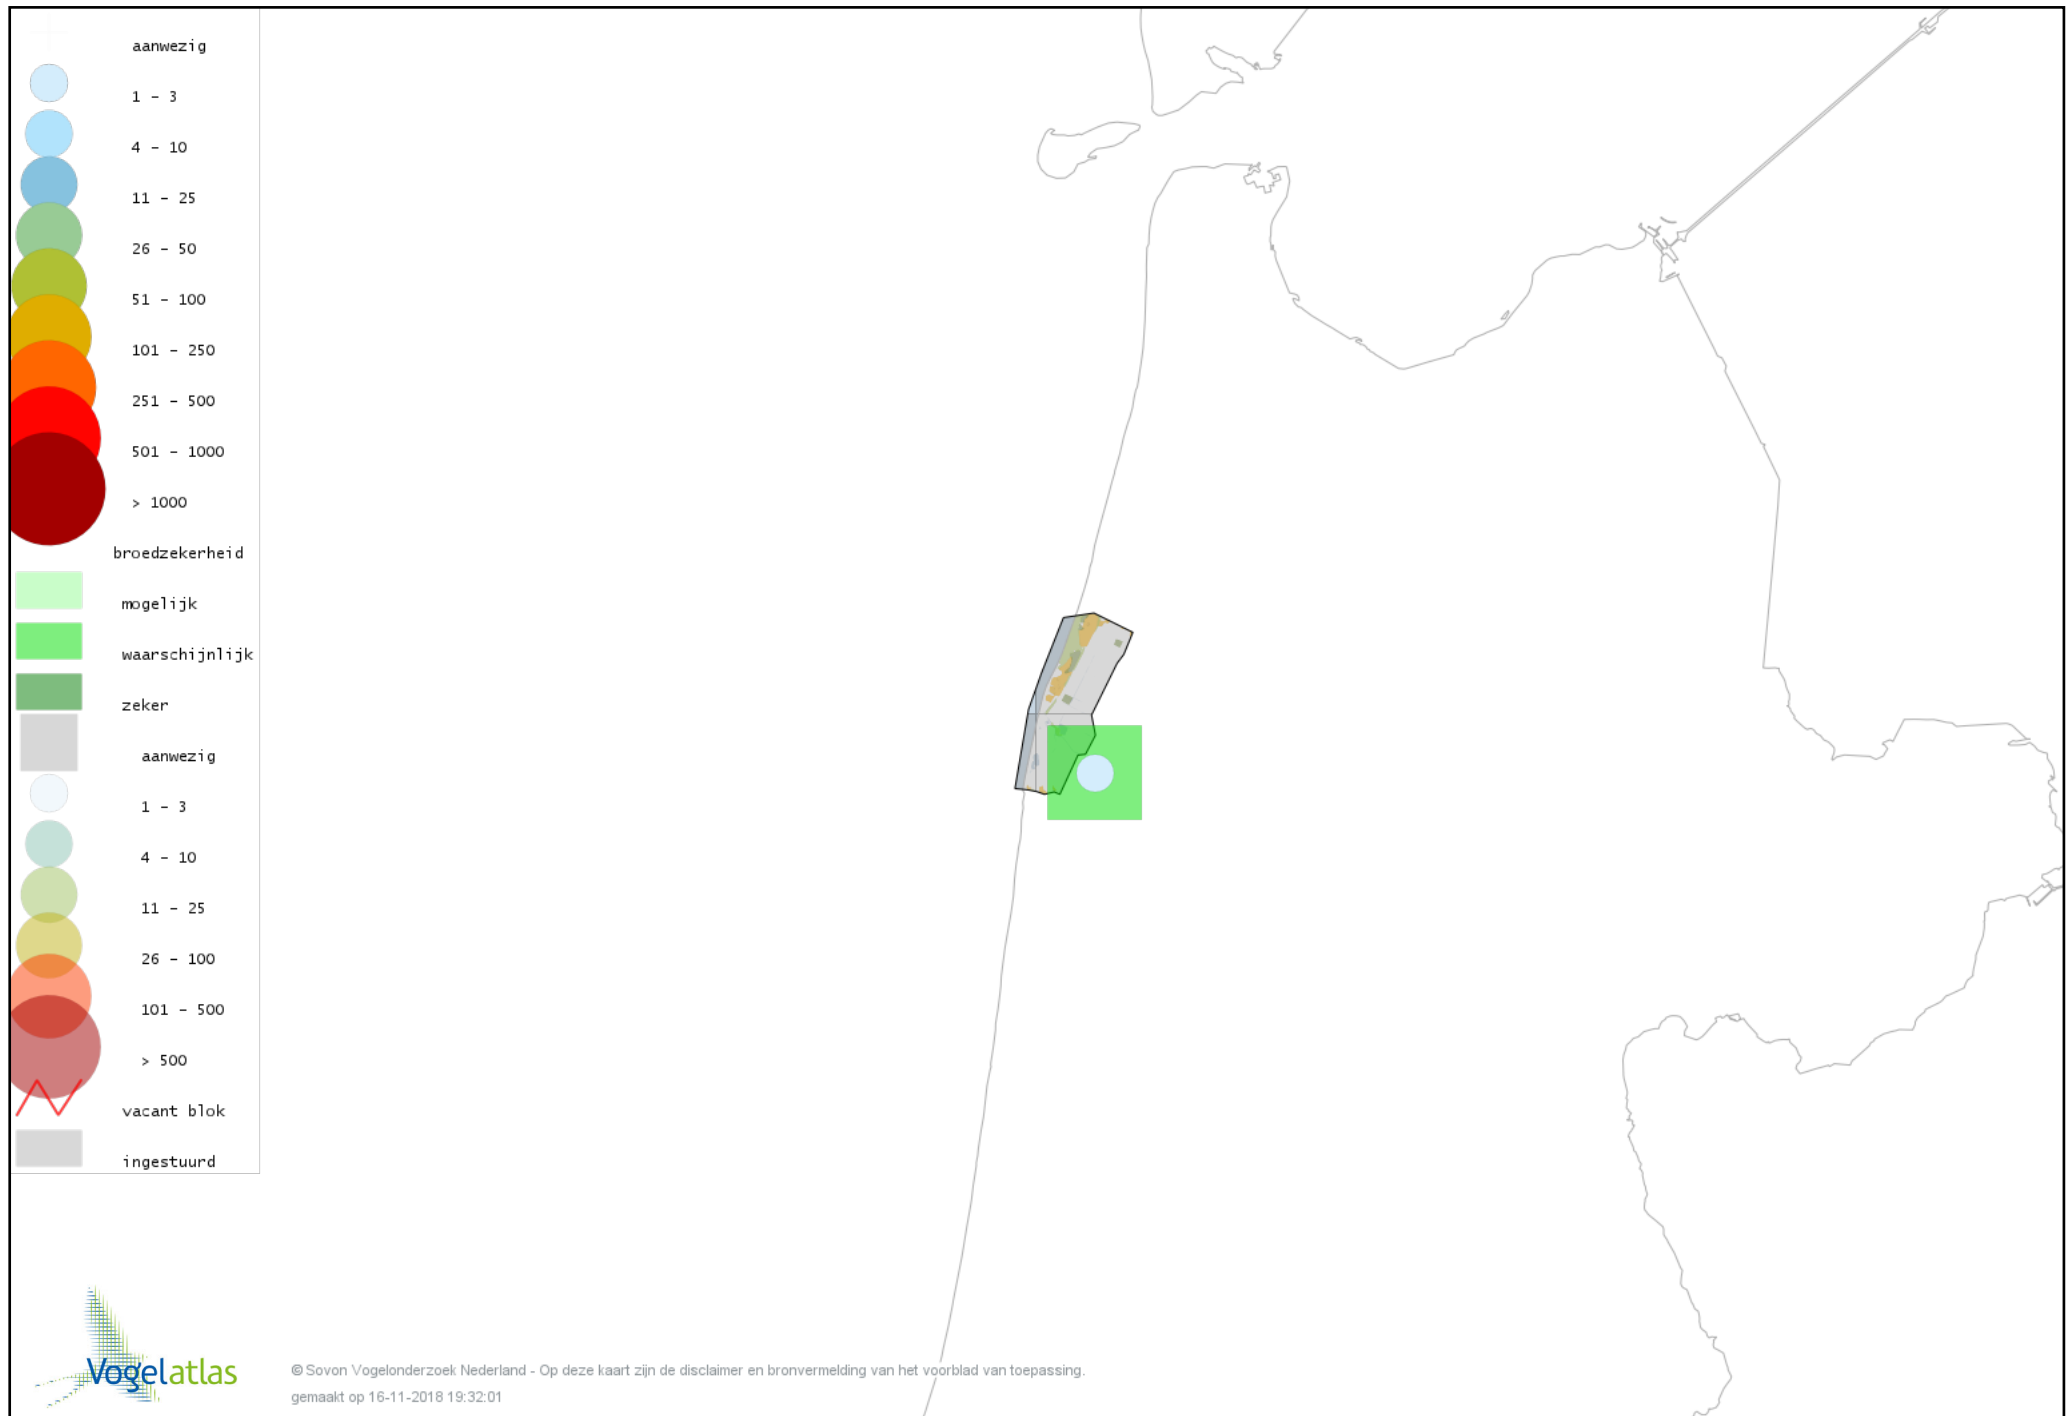 aanwezig
1 - 3
4 - 10
11 - 25
26 - 50
51 - 100
101 - 250
251 - 500
501 - 1000
> 1000
broedzekerheid
mogelijk
waarschijnlijk
zeker
aanwezig
1 - 3
4 - 10
11 - 25
26 - 100
101 - 500
> 500
vacant blok
ingestuurd
Vogelatlas
© Sovon Vogelonderzoek Nederland - Op deze kaart zijn de disclaimer en bronvermelding van het voorblad van toepassing.
gemaakt op 16-11-2018 19:32:01